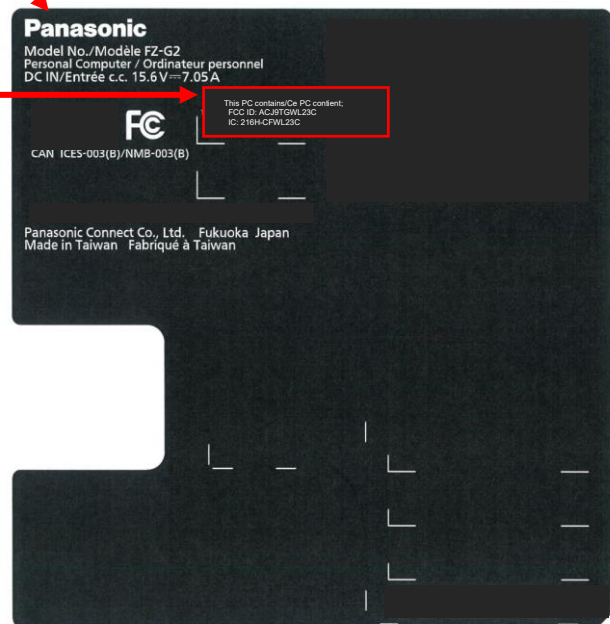 Panasonic
Model No./Modèle FZ-G2
Personal Computer / Ordinateur personnel
DC IN/Entrée c.c. 15.6 V⎓7.05 A
This PC contains/Ce PC contient;
FCC ID: ACJ9TGWL23C
IC: 216H-CFWL23C
FC
CAN ICES-003(B)/NMB-003(B)
Panasonic Connect Co., Ltd. Fukuoka Japan
Made in Taiwan Fabriqué à Taiwan